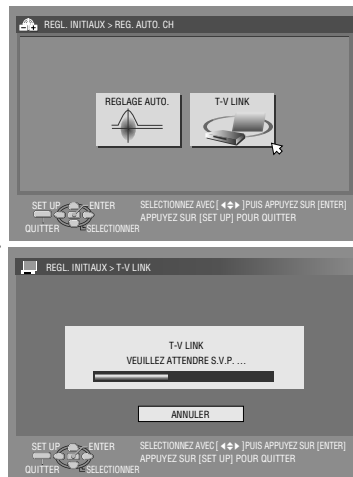 REGL. INITIAUX > REG. AUTO. CH
REGLAGE AUTO.
T-V LINK
SET UP
ENTER
QUITTER
SELECTIONNER
SELECTIONNEZ AVEC [ ◀◆▶ ]PUIS APPUYEZ SUR [ENTER]
APPUYEZ SUR [SET UP] POUR QUITTER
REGL. INITIAUX > T-V LINK
T-V LINK
VEUILLEZ ATTENDRE S.V.P. ...
ANNULER
SET UP
ENTER
QUITTER
SELECTIONNER
SELECTIONNEZ AVEC [ ◀◆▶ ]PUIS APPUYEZ SUR [ENTER]
APPUYEZ SUR [SET UP] POUR QUITTER